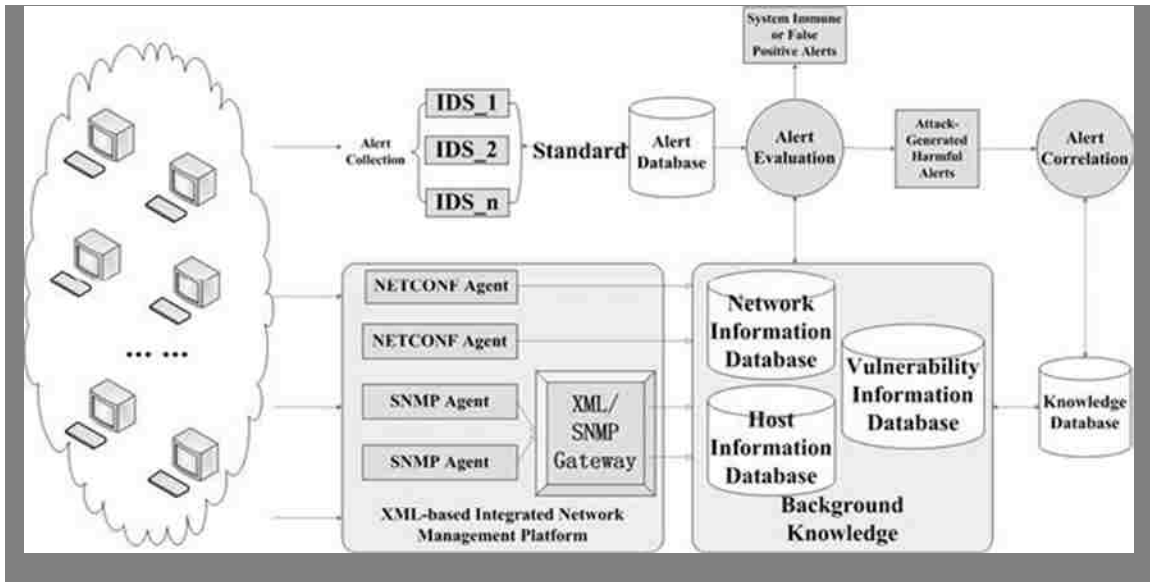 System Immune
or False
Positive Alerts
IDS_1
IDS_2
IDS_n
Alert
Collection
Standard
Alert
Database
Alert
Evaluation
Attack-
Generated
Harmful
Alerts
Alert
Correlation
NETCONF Agent
NETCONF Agent
SNMP Agent
SNMP Agent
XML/
SNMP
Gateway
XML-based Integrated Network
Management Platform
Network
Information
Database
Host
Information
Database
Vulnerability
Information
Database
Background
Knowledge
Knowledge
Database
... ...